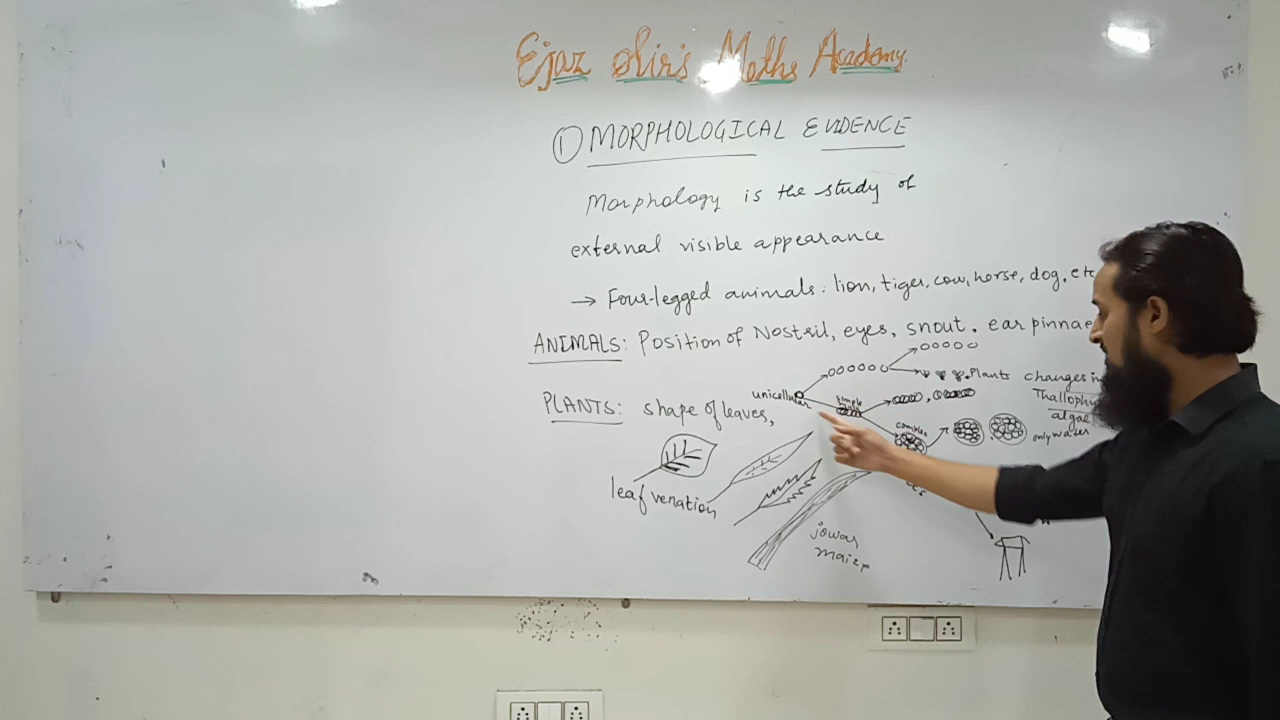 Ejaz Sir's Maths Academy
① MORPHOLOGICAL EVIDENCE
Morphology is the study of
external visible appearance
→ Four-legged animals: lion, tiger, cow, horse, dog, etc
ANIMALS: Position of Nostril, eyes, snout. ear pinnae
Plants changes in
unicellular
simple
PLANTS: shape of leaves,
Thallophy
algae
complex
only water
leaf venation
jowar